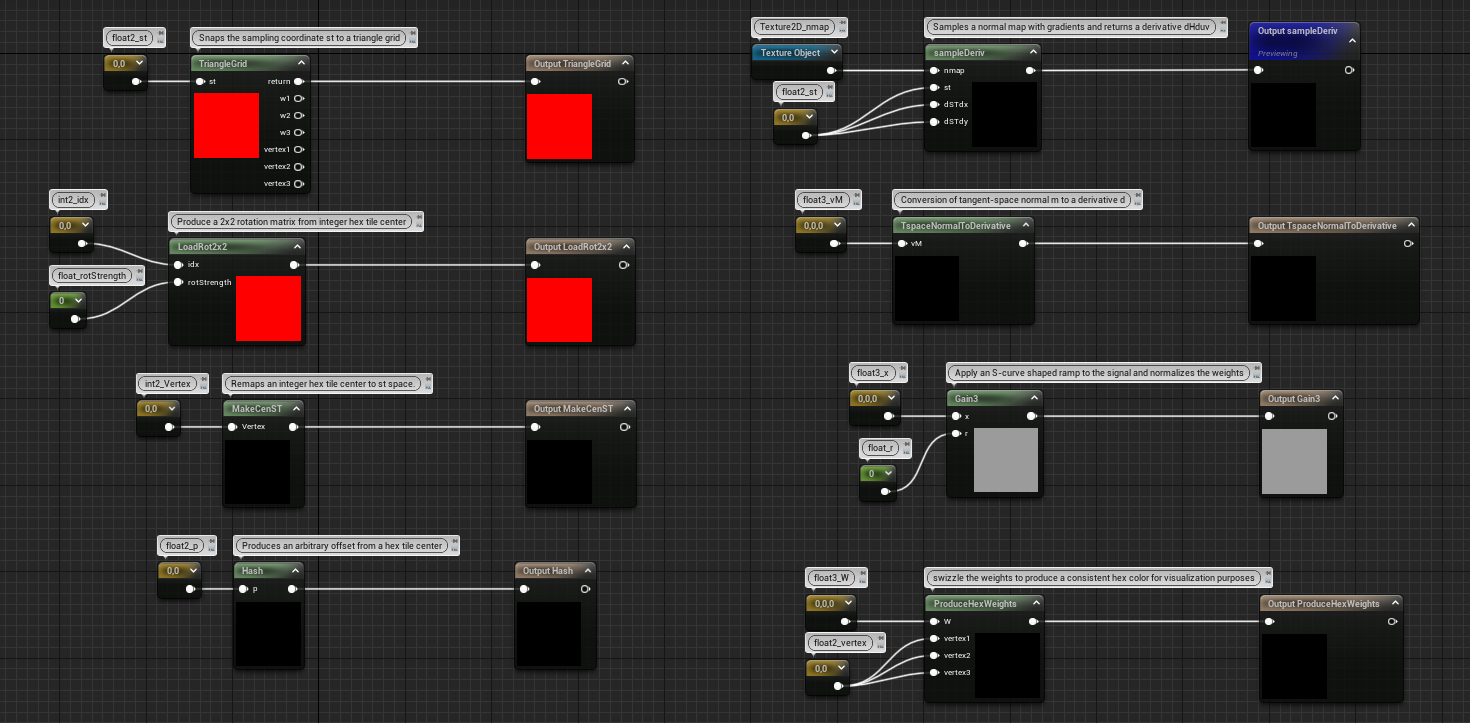 float2_st
Snaps the sampling coordinate st to a triangle grid
0,0
TriangleGrid
st
return
w1
w2
w3
vertex1
vertex2
vertex3
Output TriangleGrid
int2_idx
0,0
float_rotStrength
0
Produce a 2x2 rotation matrix from integer hex tile center
LoadRot2x2
idx
rotStrength
Output LoadRot2x2
int2_Vertex
Remaps an integer hex tile center to st space.
0,0
MakeCenST
Vertex
Output MakeCenST
float2_p
Produces an arbitrary offset from a hex tile center
0,0
Hash
p
Output Hash
Texture2D_nmap
Samples a normal map with gradients and returns a derivative dHduv
Texture Object
float2_st
0,0
sampleDeriv
nmap
st
dSTdx
dSTdy
Output sampleDeriv
Previewing
float3_vM
Conversion of tangent-space normal m to a derivative d
0,0,0
TspaceNormalToDerivative
vM
Output TspaceNormalToDerivative
float3_x
Apply an S-curve shaped ramp to the signal and normalizes the weights
0,0,0
float_r
0
Gain3
x
r
Output Gain3
float3_W
swizzle the weights to produce a consistent hex color for visualization purposes
0,0,0
float2_vertex
0,0
ProduceHexWeights
W
vertex1
vertex2
vertex3
Output ProduceHexWeights